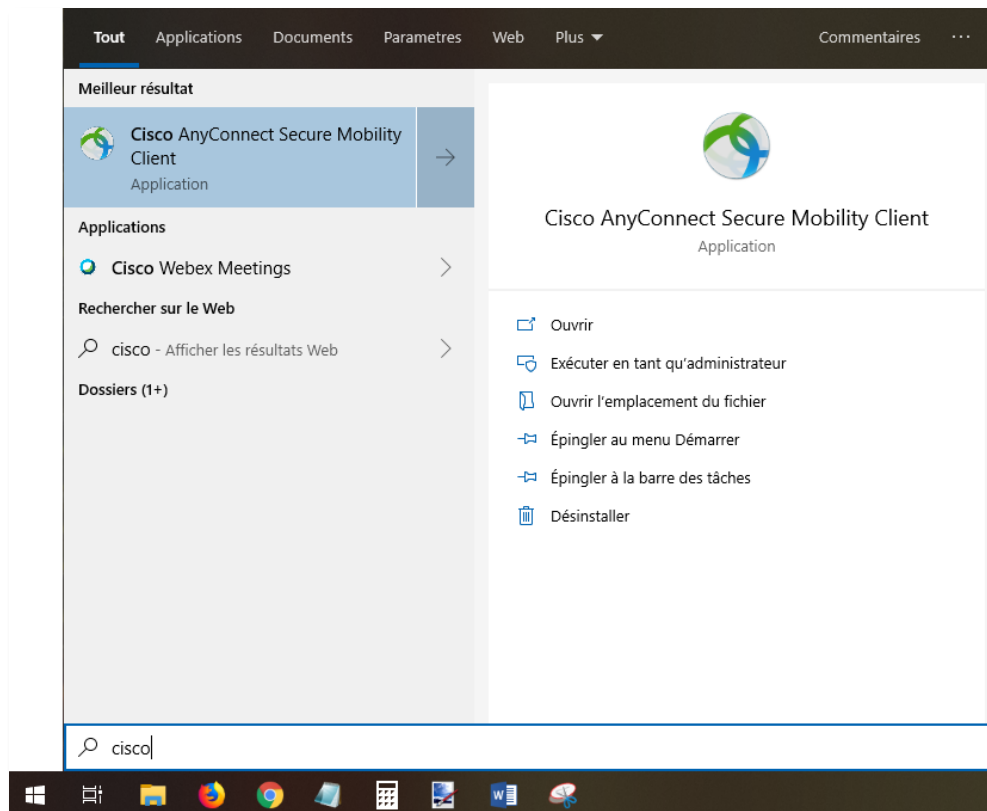 Tout Applications Documents Parametres Web Plus Commentaires ...
Meilleur résultat
Cisco AnyConnect Secure Mobility
Client
Application
Applications
Cisco Webex Meetings
Rechercher sur le Web
cisco - Afficher les résultats Web
Dossiers (1+)
Cisco AnyConnect Secure Mobility Client
Application
Ouvrir
Exécuter en tant qu'administrateur
Ouvrir l'emplacement du fichier
Épingler au menu Démarrer
Épingler à la barre des tâches
Désinstaller
cisco